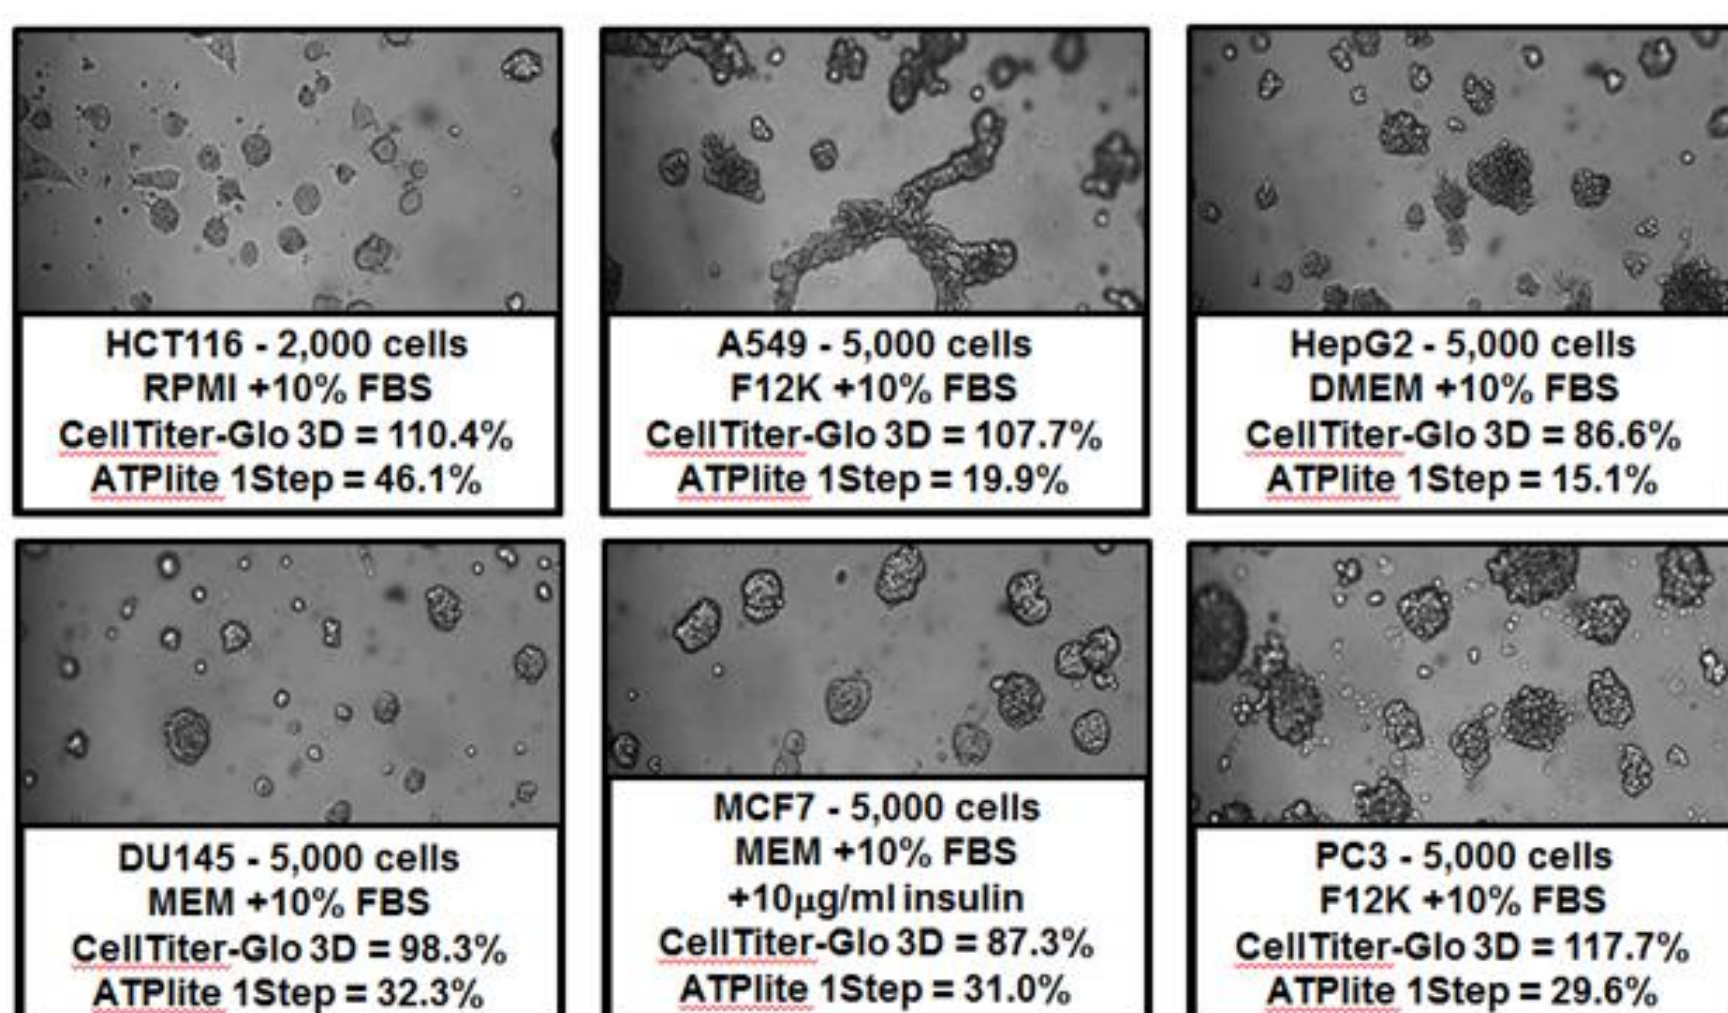 HCT116 - 2,000 cells
RPMI +10% FBS
CellTiter-Glo 3D = 110.4%
ATPlite 1Step = 46.1%
A549 - 5,000 cells
F12K +10% FBS
CellTiter-Glo 3D = 107.7%
ATPlite 1Step = 19.9%
HepG2 - 5,000 cells
DMEM +10% FBS
CellTiter-Glo 3D = 86.6%
ATPlite 1Step = 15.1%
DU145 - 5,000 cells
MEM +10% FBS
CellTiter-Glo 3D = 98.3%
ATPlite 1Step = 32.3%
MCF7 - 5,000 cells
MEM +10% FBS
+10μg/ml insulin
CellTiter-Glo 3D = 87.3%
ATPlite 1Step = 31.0%
PC3 - 5,000 cells
F12K +10% FBS
CellTiter-Glo 3D = 117.7%
ATPlite 1Step = 29.6%